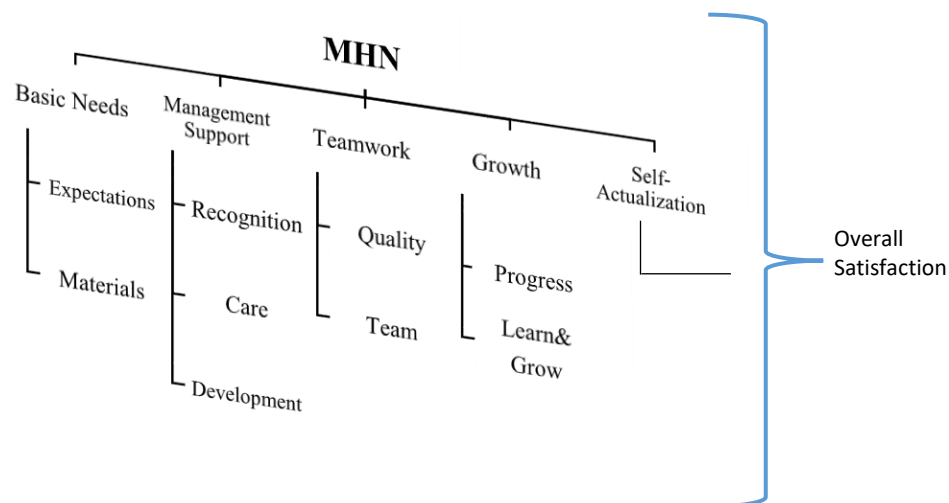 MHN
Basic Needs
Management
Support
Teamwork
Growth
Self-
Actualization
Expectations
Materials
Recognition
Care
Development
Quality
Team
Progress
Learn&
Grow
Overall
Satisfaction